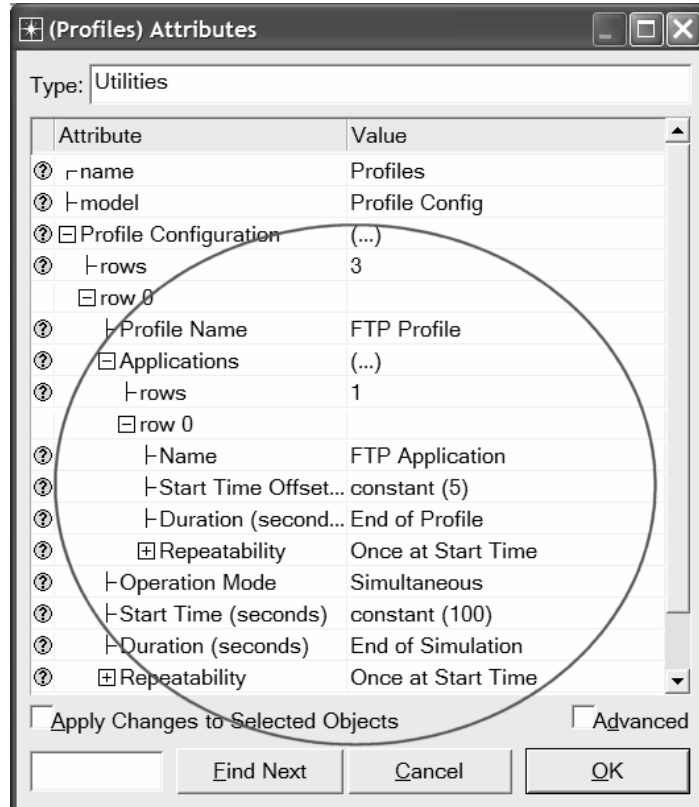 (Profiles) Attributes
Type: Utilities
Attribute Value
name Profiles
model Profile Config
Profile Configuration (...)
rows 3
row 0
Profile Name FTP Profile
Applications (...)
rows 1
row 0
Name FTP Application
Start Time Offset... constant (5)
Duration (second... End of Profile
Repeatability Once at Start Time
Operation Mode Simultaneous
Start Time (seconds) constant (100)
Duration (seconds) End of Simulation
Repeatability Once at Start Time
Apply Changes to Selected Objects Advanced
Find Next Cancel OK